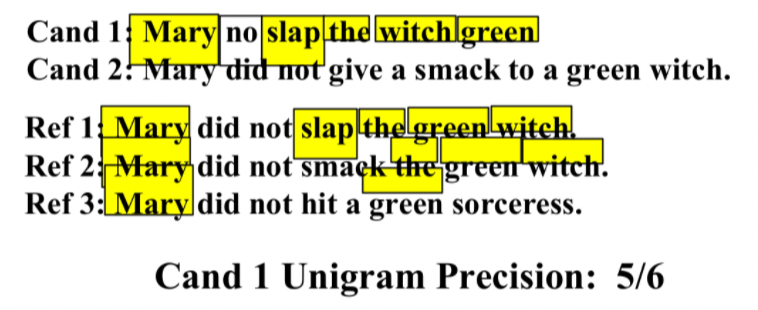 Cand 1: Mary no slap the witch green
Cand 2: Mary did not give a smack to a green witch.
Ref 1: Mary did not slap the green witch.
Ref 2: Mary did not smack the green witch.
Ref 3: Mary did not hit a green sorceress.
Cand 1 Unigram Precision: 5/6